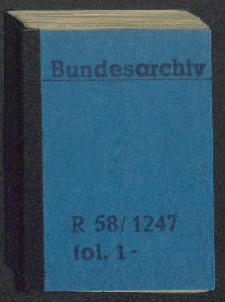 Bundesarchiv
R 58/1247
fol. 1-